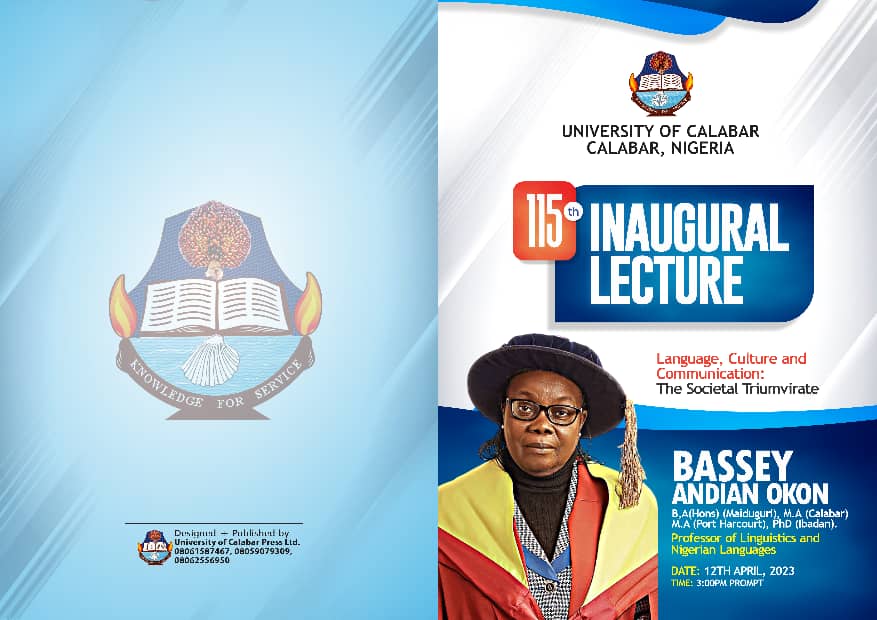 KNOWLEDGE FOR SERVICE
Designed + Published by
University of Calabar Press Ltd.
08061587467, 08059079309,
08062556950
UNIVERSITY OF CALABAR
CALABAR, NIGERIA
115th
INAUGURAL
LECTURE
Language, Culture and
Communication:
The Societal Triumvirate
BASSEY
ANDIAN OKON
B,A(Hons) (Maiduguri), M.A (Calabar)
M.A (Port Harcourt), PhD (Ibadan).
Professor of Linguistics and
Nigerian Languages
DATE: 12TH APRIL, 2023
TIME: 3:00PM PROMPT